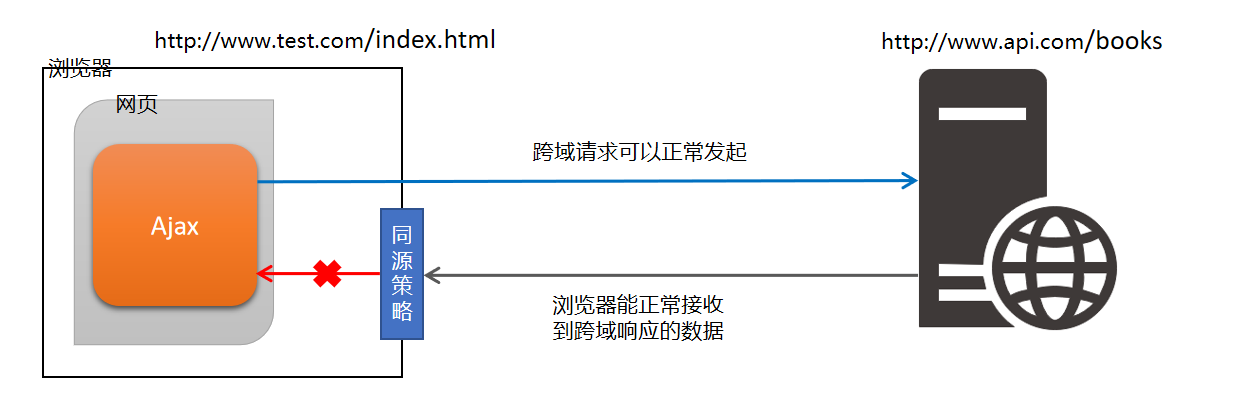 http://www.test.com/index.html
http://www.api.com/books
浏览器
网页
跨域请求可以正常发起
Ajax
同
源
策
略
浏览器能正常接收
到跨域响应的数据